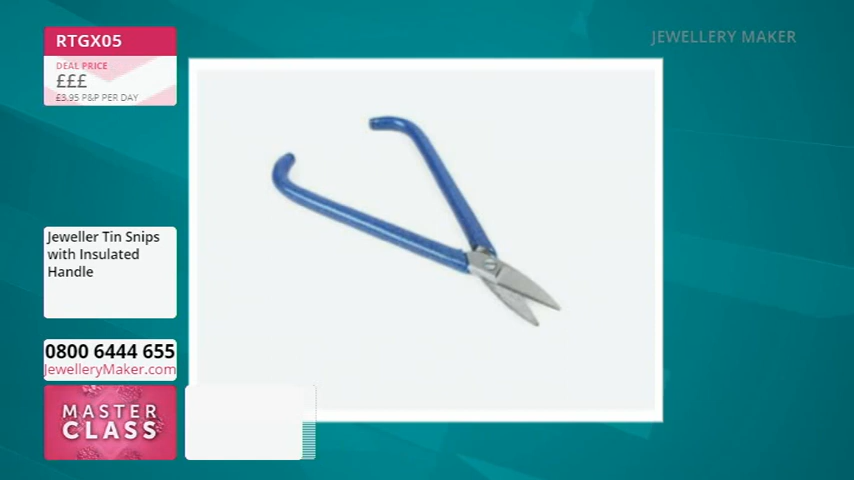 RTGX05
DEAL PRICE
£££
£3.95 P&P PER DAY
JEWELLERY MAKER
Jeweller Tin Snips
with Insulated
Handle
0800 6444 655
JewelleryMaker.com
MASTER
CLASS